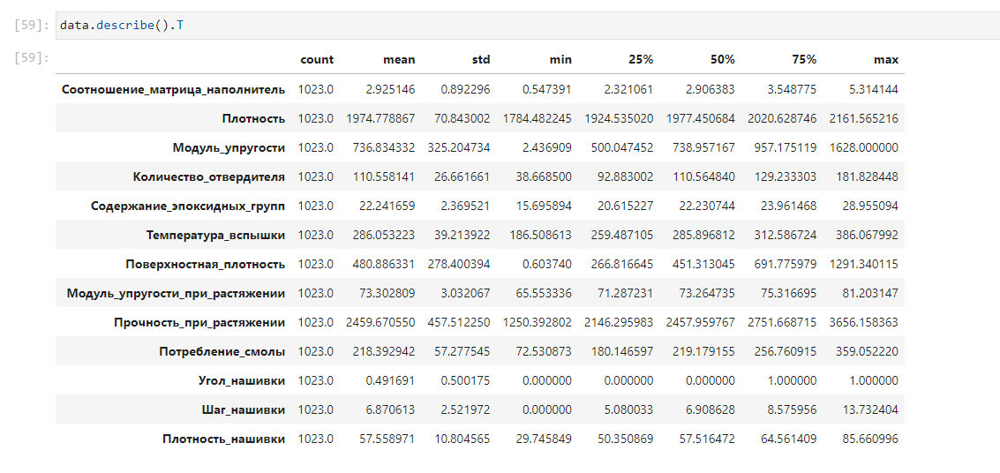 [59]: data.describe().T
[59]:
count mean std min 25% 50% 75% max
Соотношение_матрица_наполнитель 1023.0 2.925146 0.892296 0.547391 2.321061 2.906383 3.548775 5.314144
Плотность 1023.0 1974.778867 70.843002 1784.482245 1924.535020 1977.450684 2020.628746 2161.565216
Модуль_упругости 1023.0 736.834332 325.204734 2.436909 500.047452 738.957167 957.175119 1628.000000
Количество_отвердителя 1023.0 110.558141 26.661661 38.668500 92.883002 110.564840 129.233303 181.828448
Содержание_эпоксидных_групп 1023.0 22.241659 2.369521 15.695894 20.615227 22.230744 23.961468 28.955094
Температура_вспышки 1023.0 286.053223 39.213922 186.508613 259.487105 285.896812 312.586724 386.067992
Поверхностная_плотность 1023.0 480.886331 278.400394 0.603740 266.816645 451.313045 691.775979 1291.340115
Модуль_упругости_при_растяжении 1023.0 73.302809 3.032067 65.553336 71.287231 73.264735 75.316695 81.203147
Прочность_при_растяжении 1023.0 2459.670550 457.512250 1250.392802 2146.295983 2457.959767 2751.668715 3656.158363
Потребление_смолы 1023.0 218.392942 57.277545 72.530873 180.146597 219.179155 256.760915 359.052220
Угол_нашивки 1023.0 0.491691 0.500175 0.000000 0.000000 0.000000 1.000000 1.000000
Шаг_нашивки 1023.0 6.870613 2.521972 0.000000 5.080033 6.908628 8.575956 13.732404
Плотность_нашивки 1023.0 57.558971 10.804565 29.745849 50.350869 57.516472 64.561409 85.660996